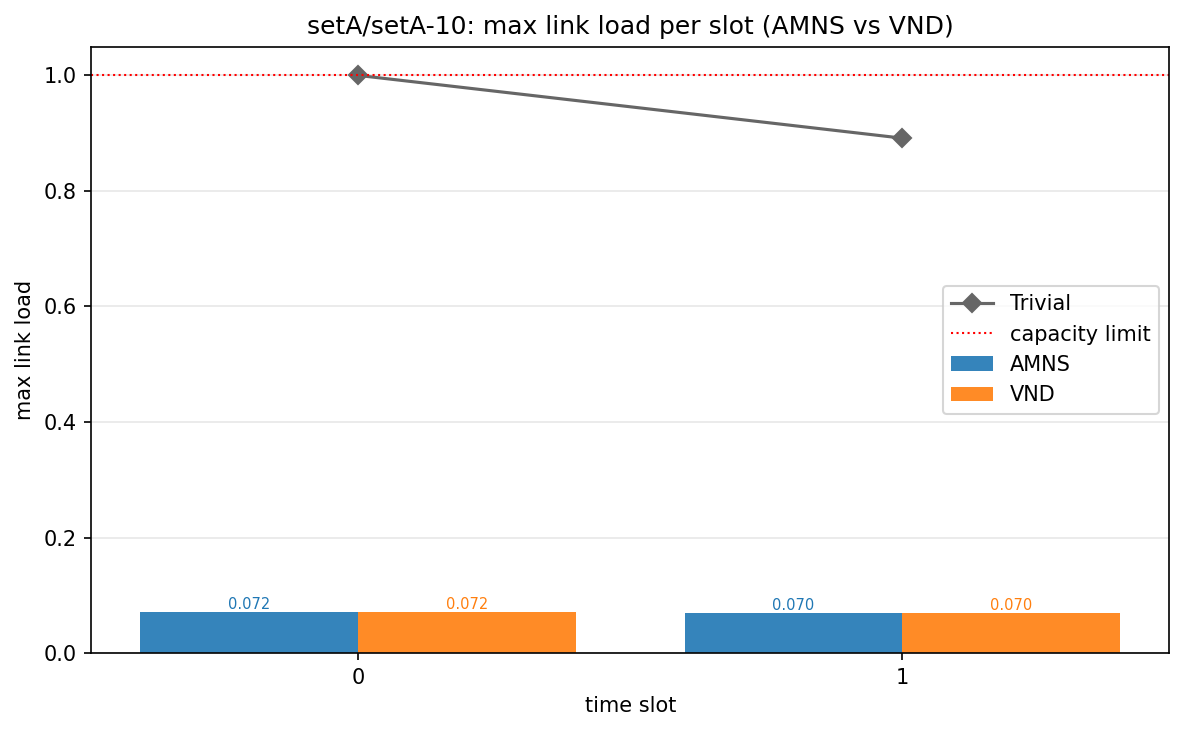 setA/setA-10: max link load per slot (AMNS vs VND)
max link load
1.0
0.8
0.6
0.4
0.2
0.0
Trivial
capacity limit
AMNS
VND
0.072
0.072
0.070
0.070
0
1
time slot